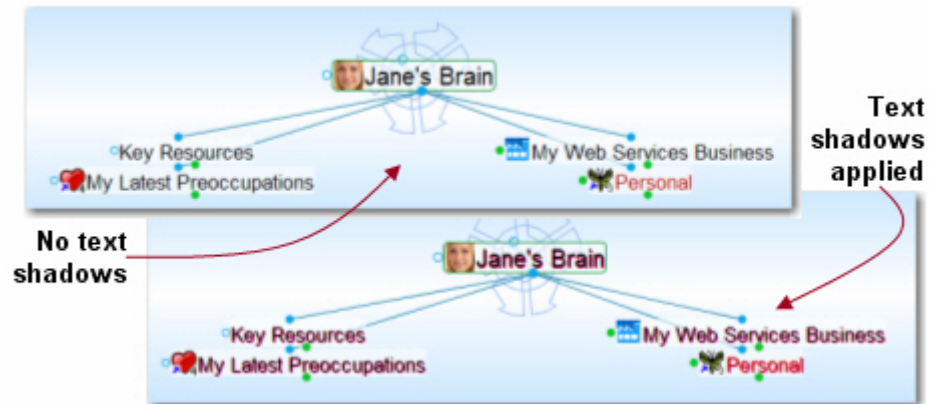 Jane's Brain
Key Resources
My Web Services Business
My Latest Preoccupations
Personal
Text
shadows
applied
No text
shadows
Jane's Brain
Key Resources
My Web Services Business
My Latest Preoccupations
Personal